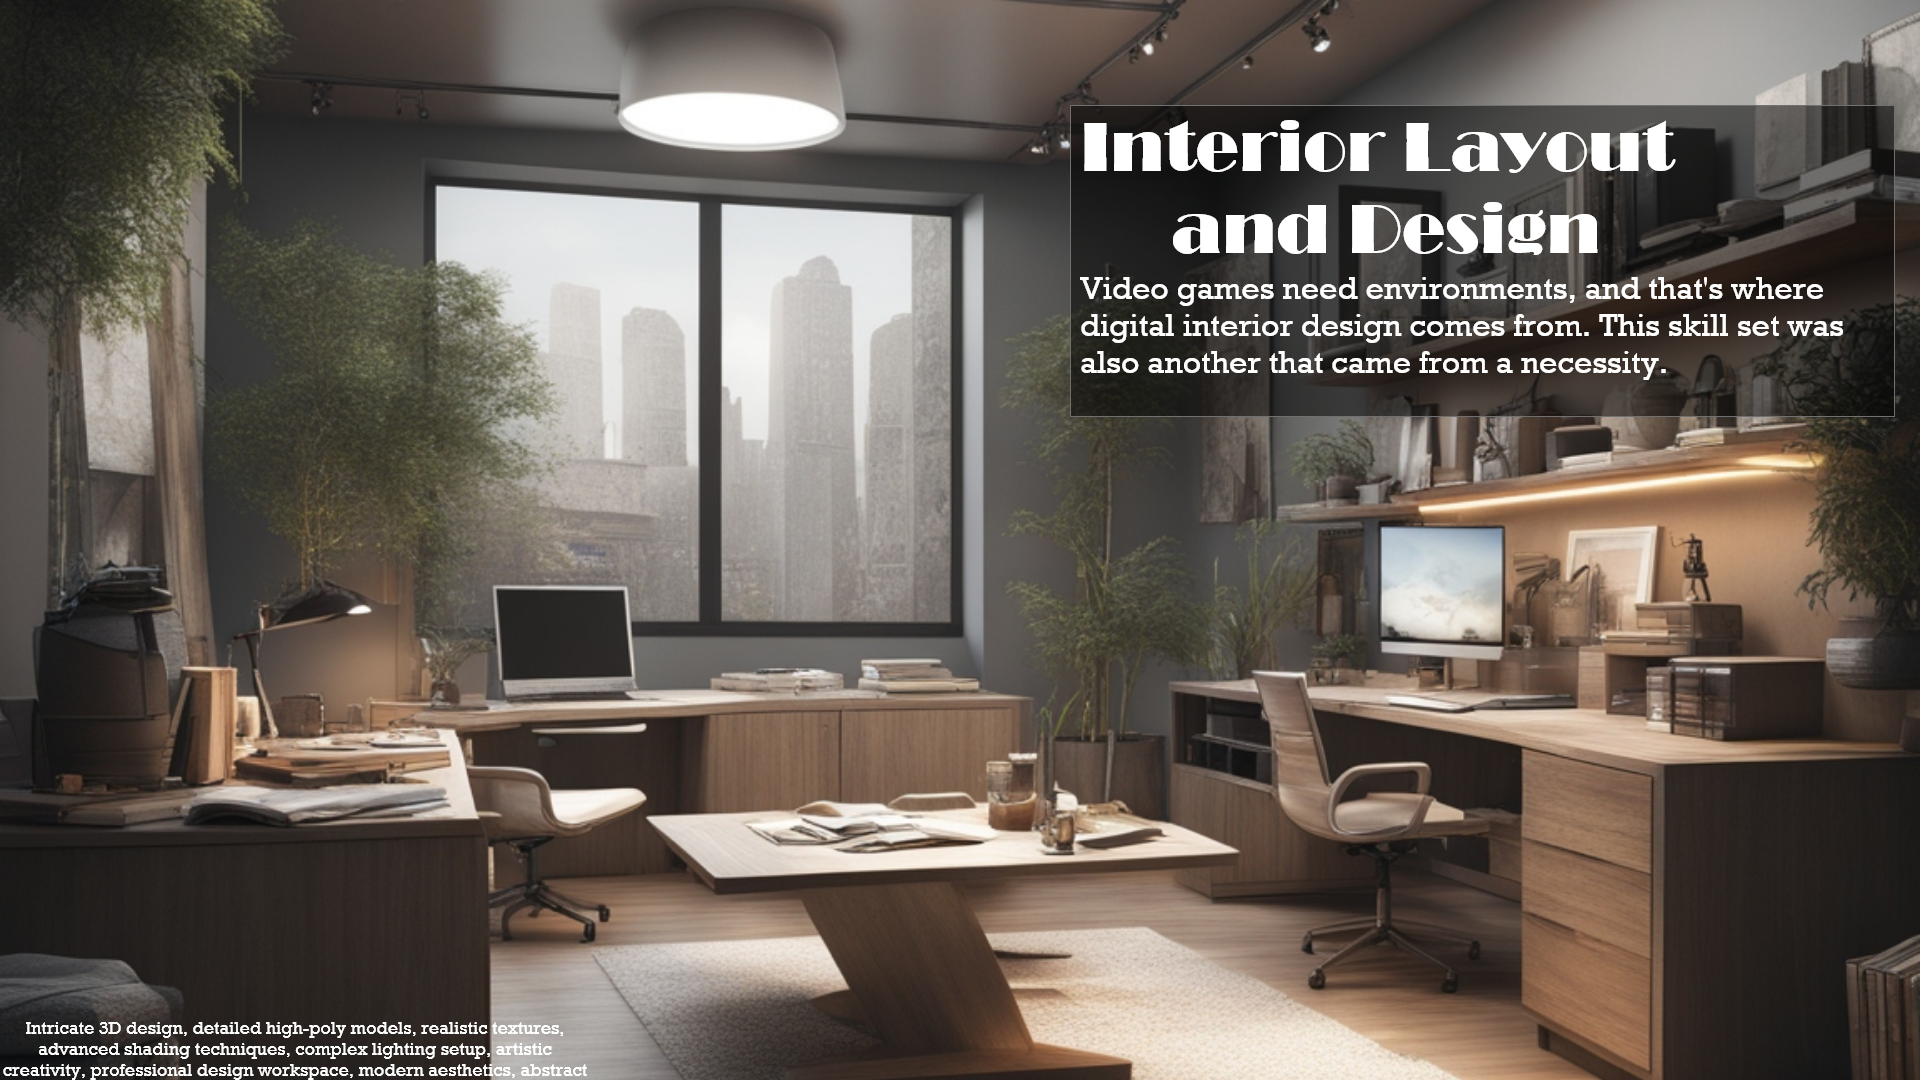 Interior Layout
and Design
Video games need environments, and that's where
digital interior design comes from. This skill set was
also another that came from a necessity.
Intricate 3D design, detailed high-poly models, realistic textures,
advanced shading techniques, complex lighting setup, artistic
creativity, professional design workspace, modern aesthetics, abstract